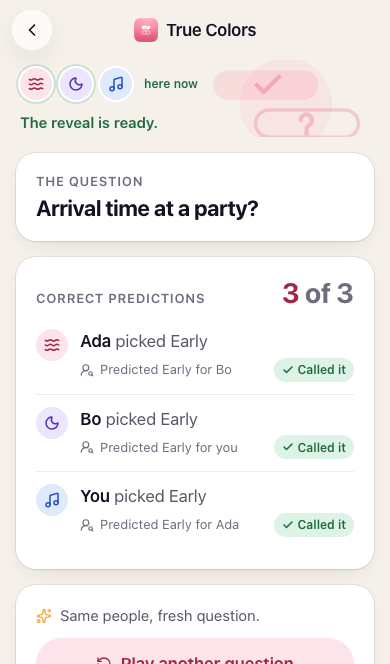 True Colors
here now
The reveal is ready.
THE QUESTION
Arrival time at a party?
CORRECT PREDICTIONS
3 of 3
Ada picked Early
Predicted Early for Bo
Called it
Bo picked Early
Predicted Early for you
Called it
You picked Early
Predicted Early for Ada
Called it
Same people, fresh question.
Play another question